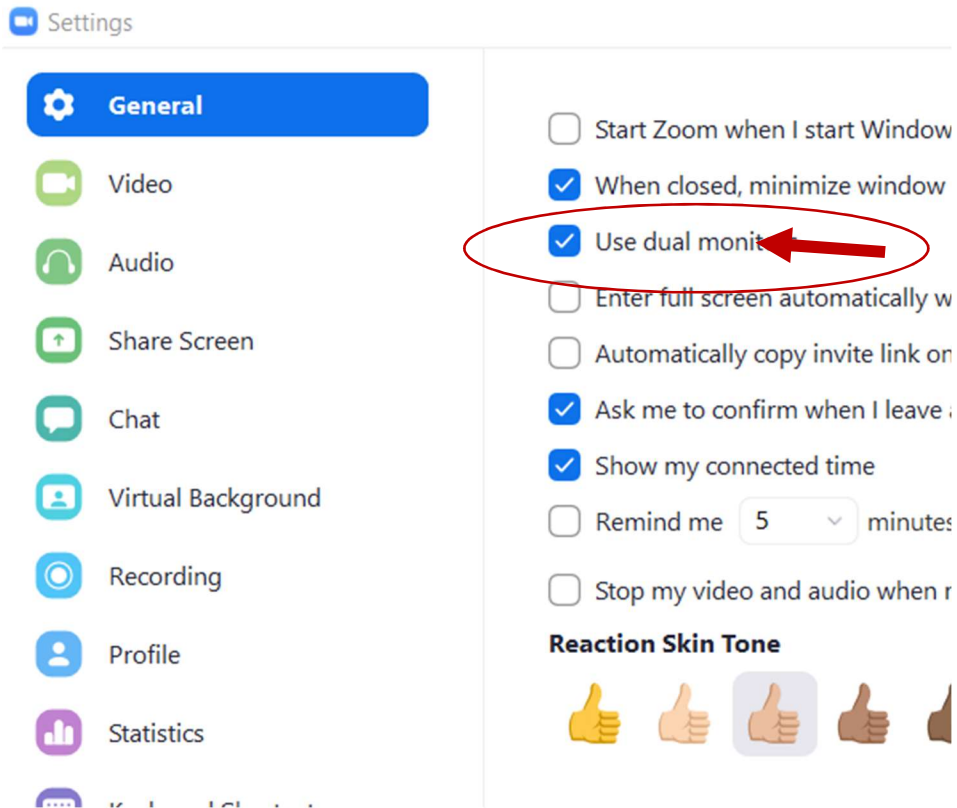 Settings
General
Video
Audio
Share Screen
Chat
Virtual Background
Recording
Profile
Statistics
Start Zoom when I start Window
When closed, minimize window
Use dual monit
Enter full screen automatically w
Automatically copy invite link on
Ask me to confirm when I leave
Show my connected time
Remind me 5 minutes
Stop my video and audio when
Reaction Skin Tone